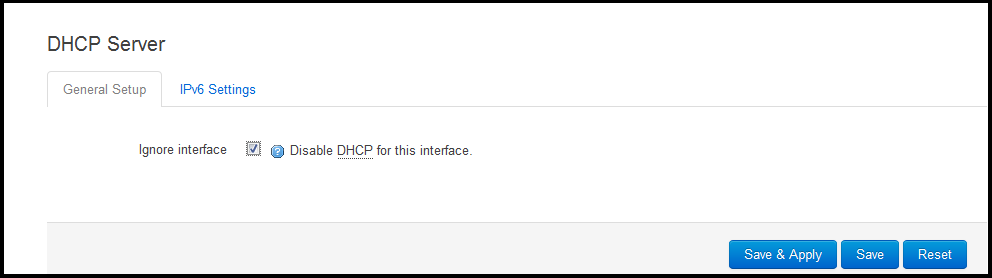 DHCP Server
General Setup IPv6 Settings
Ignore interface Disable DHCP for this interface.
Save & Apply Save Reset